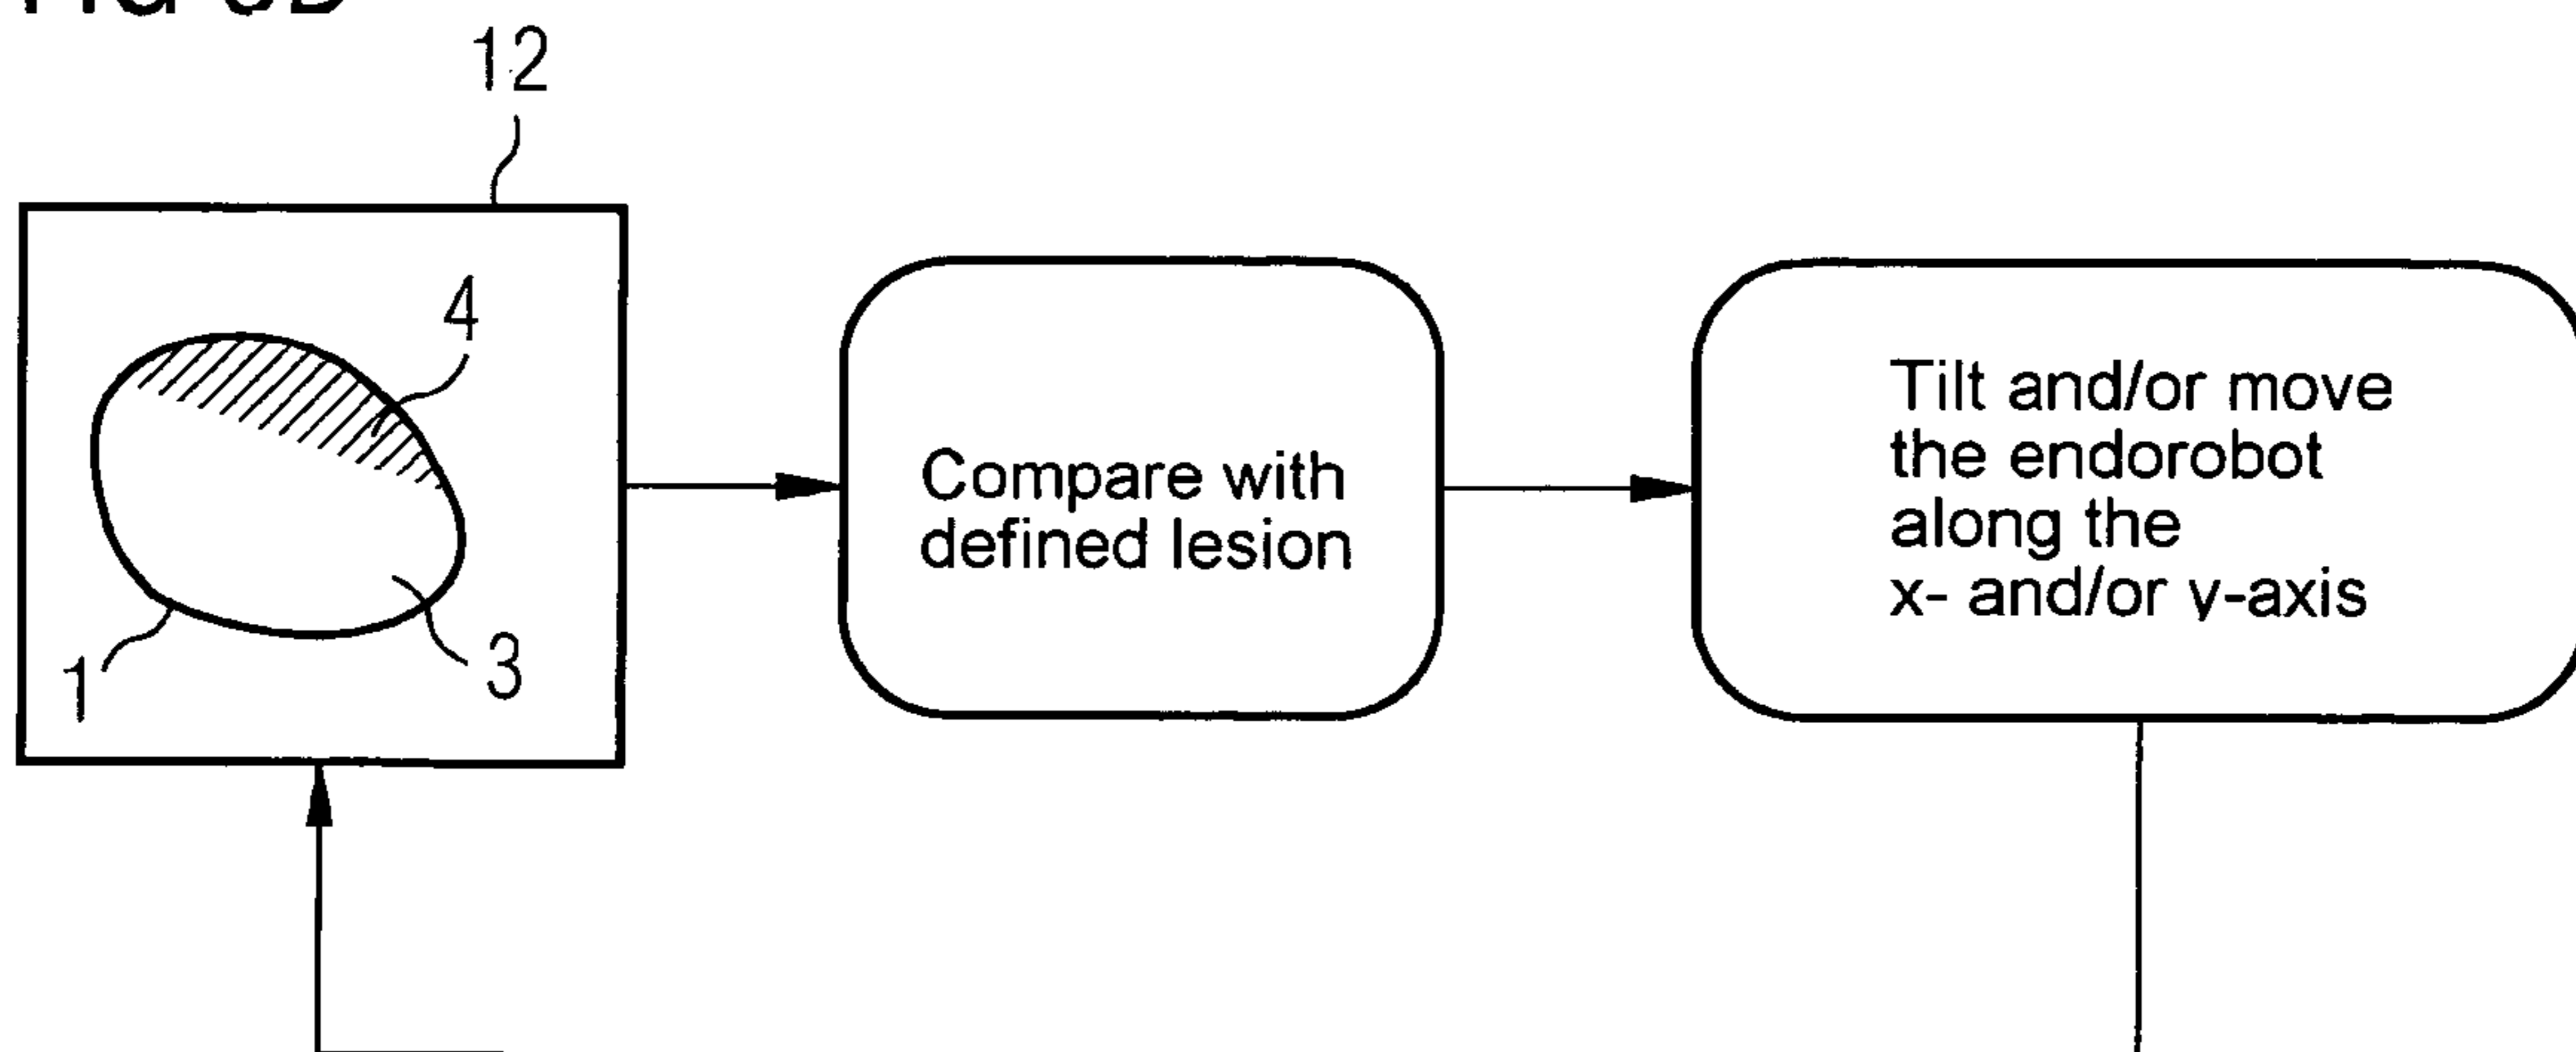 12
4
1
3
Compare with
defined lesion
Tilt and/or move
the endorobot
along the
x- and/or y-axis